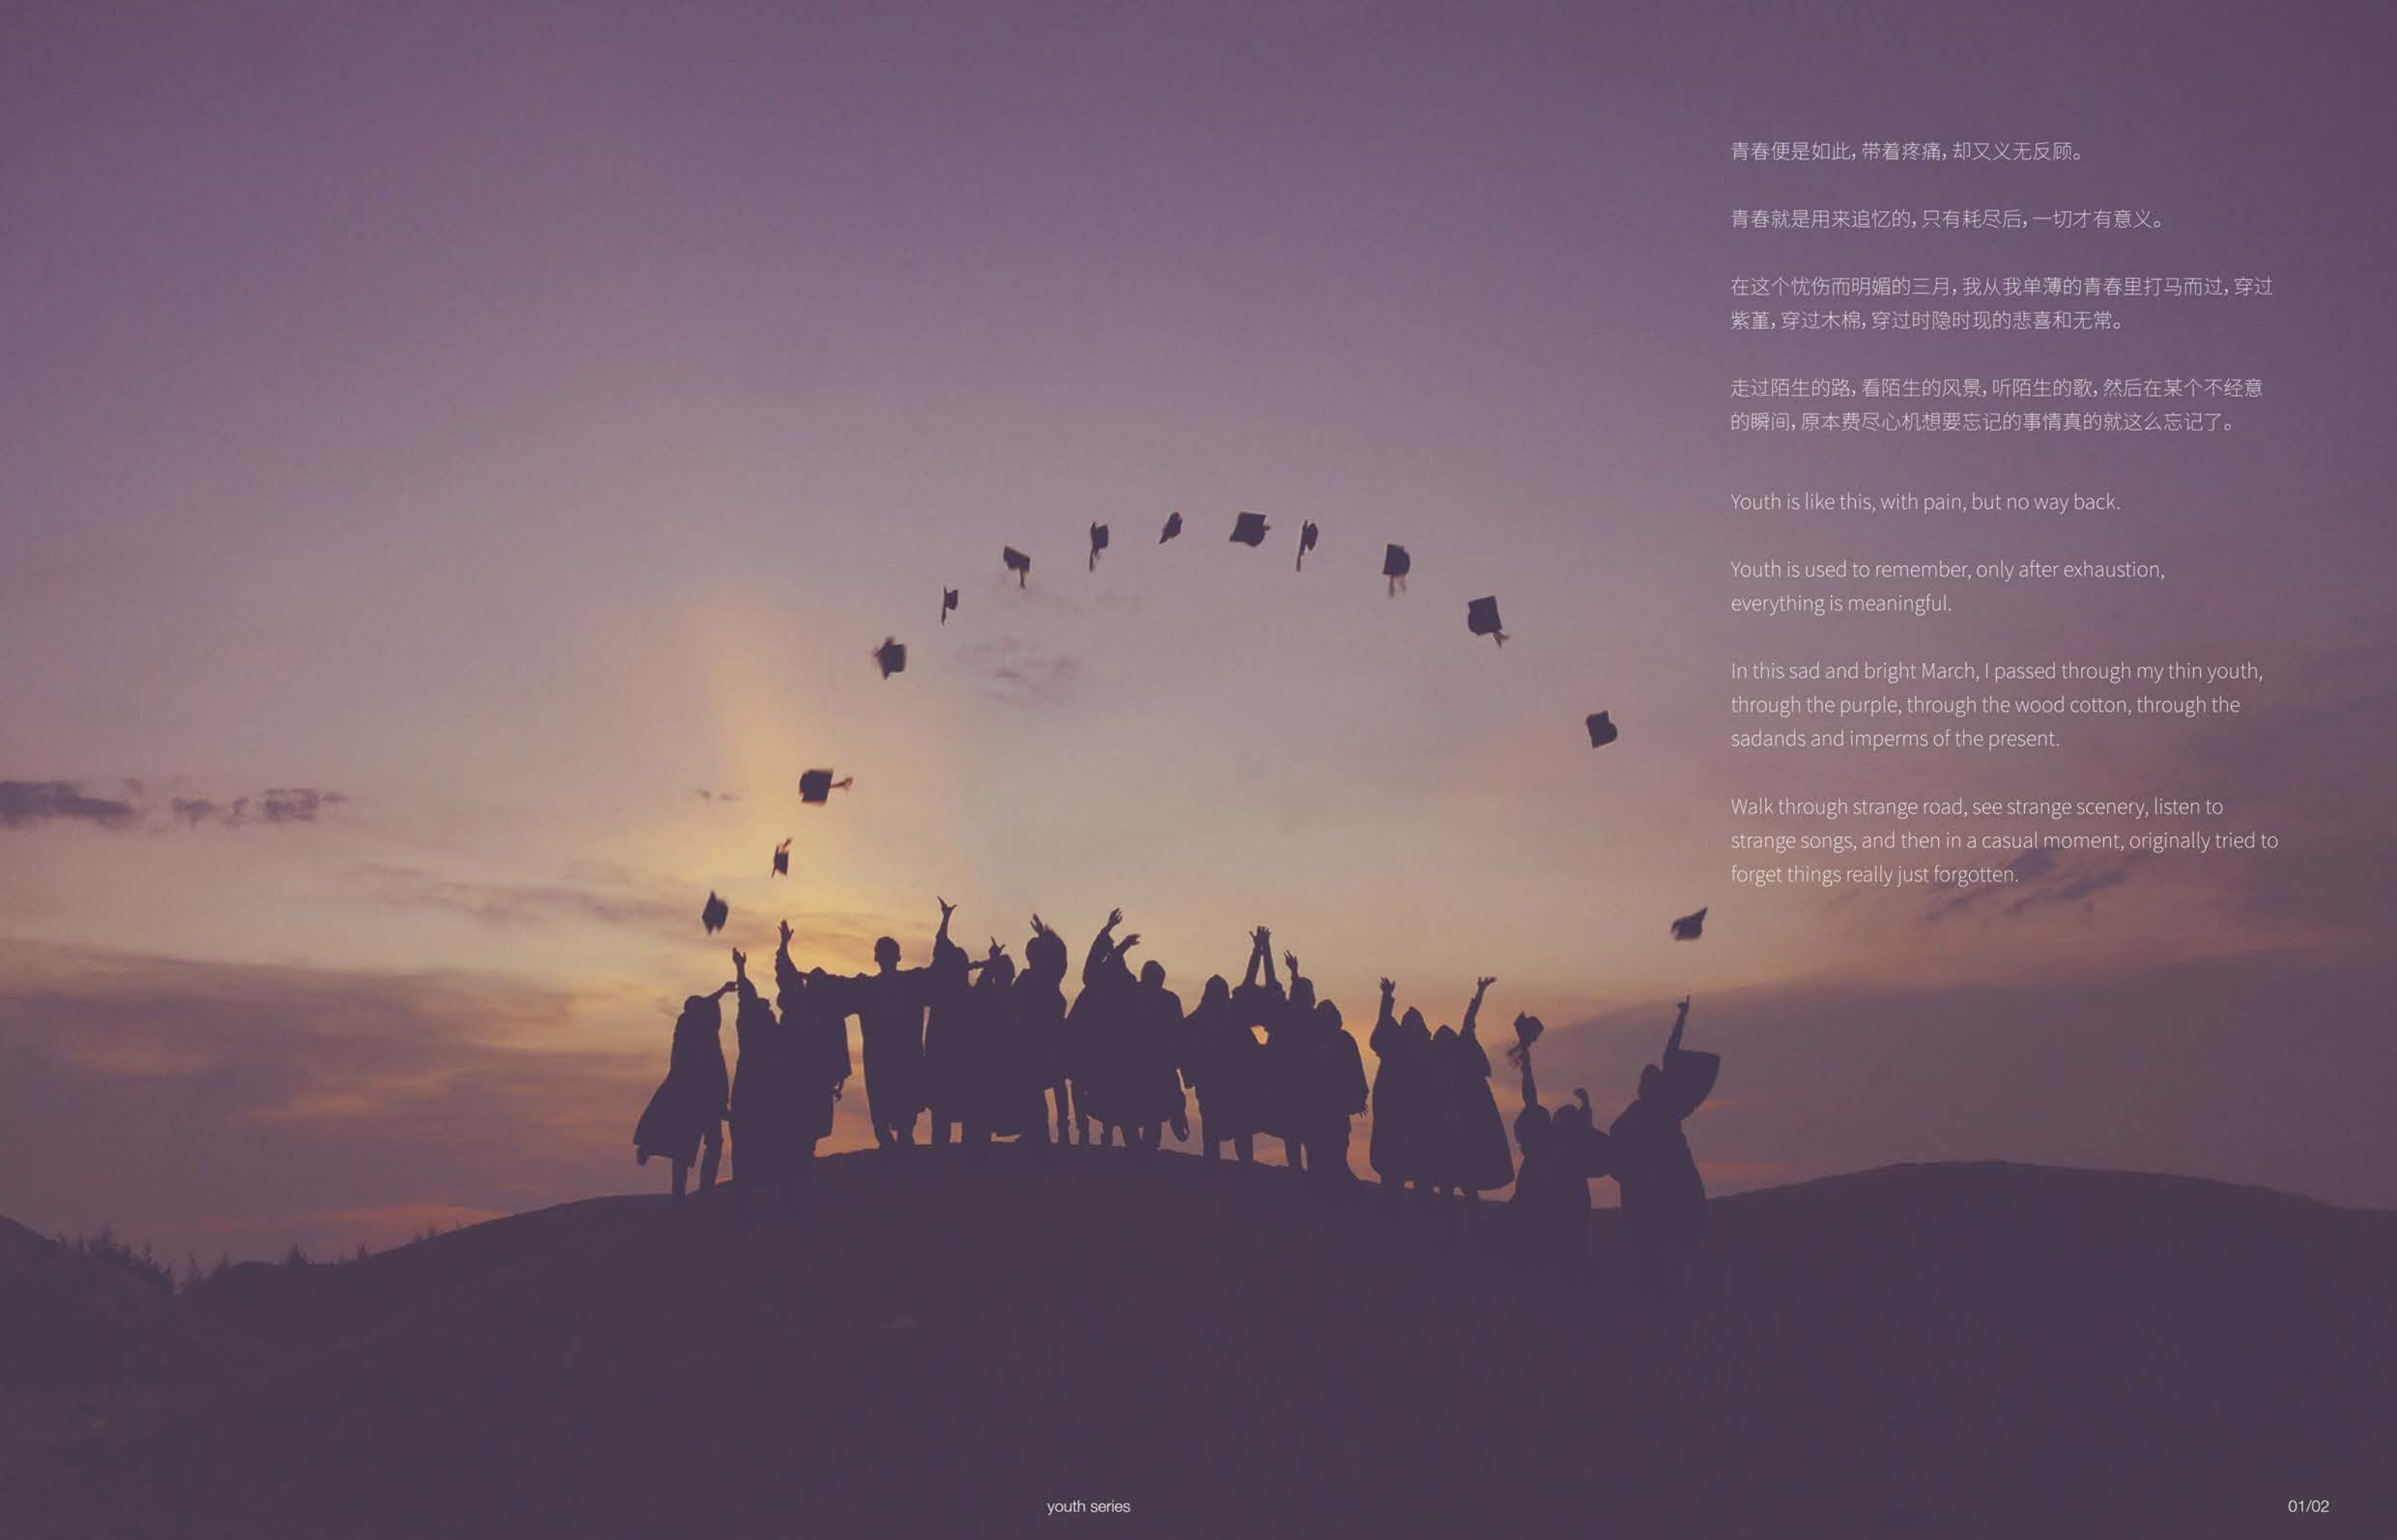 青春便是如此，带着疼痛，却又义无反顾。
青春就是用来追忆的，只有耗尽后，一切才有意义。
在这个忧伤而明媚的三月，我从我单薄的青春里打马而过，穿过
紫堇，穿过木棉，穿过时隐时现的悲喜和无常。
走过陌生的路，看陌生的风景，听陌生的歌，然后在某个不经意
的瞬间，原本费尽心机想要忘记的事情真的就这么忘记了。
Youth is like this, with pain, but no way back.
Youth is used to remember, only after exhaustion,
everything is meaningful.
In this sad and bright March, I passed through my thin youth,
through the purple, through the wood cotton, through the
sadands and imperms of the present.
Walk through strange road, see strange scenery, listen to
strange songs, and then in a casual moment, originally tried to
forget things really just forgotten.
youth series
01/02